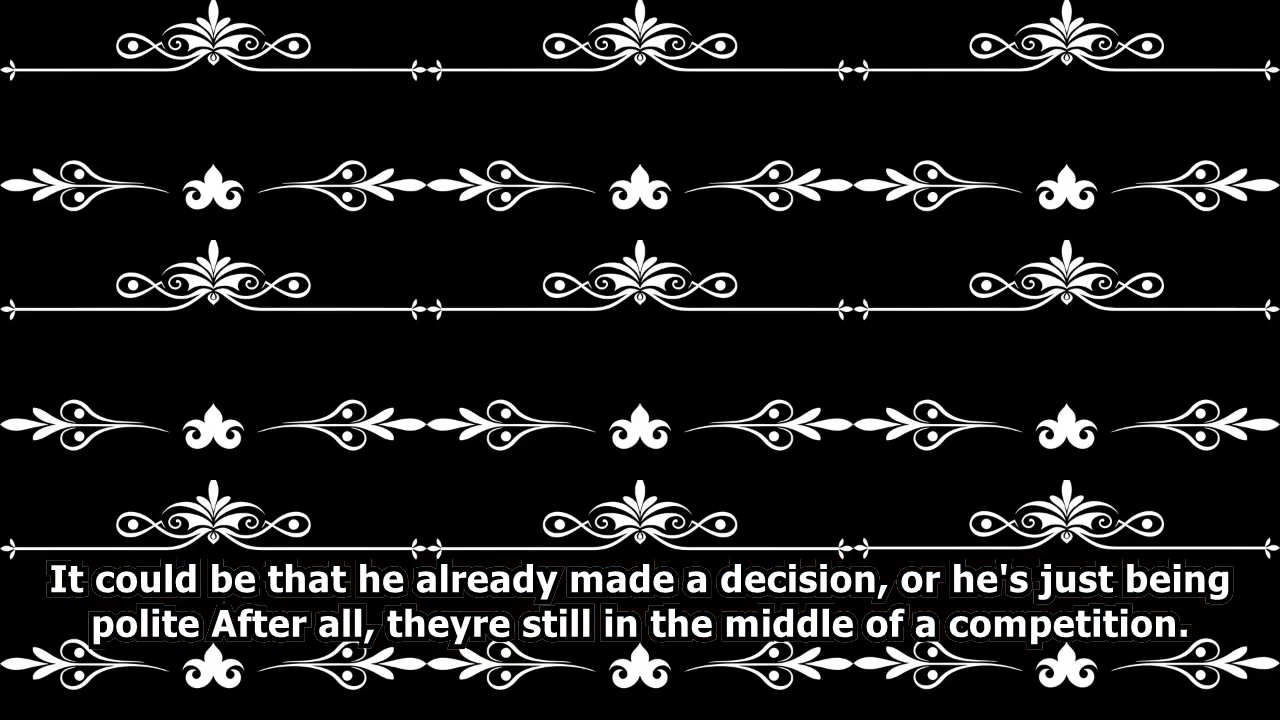 It could be that he already made a decision, or he's just being
polite After all, theyre still in the middle of a competition.